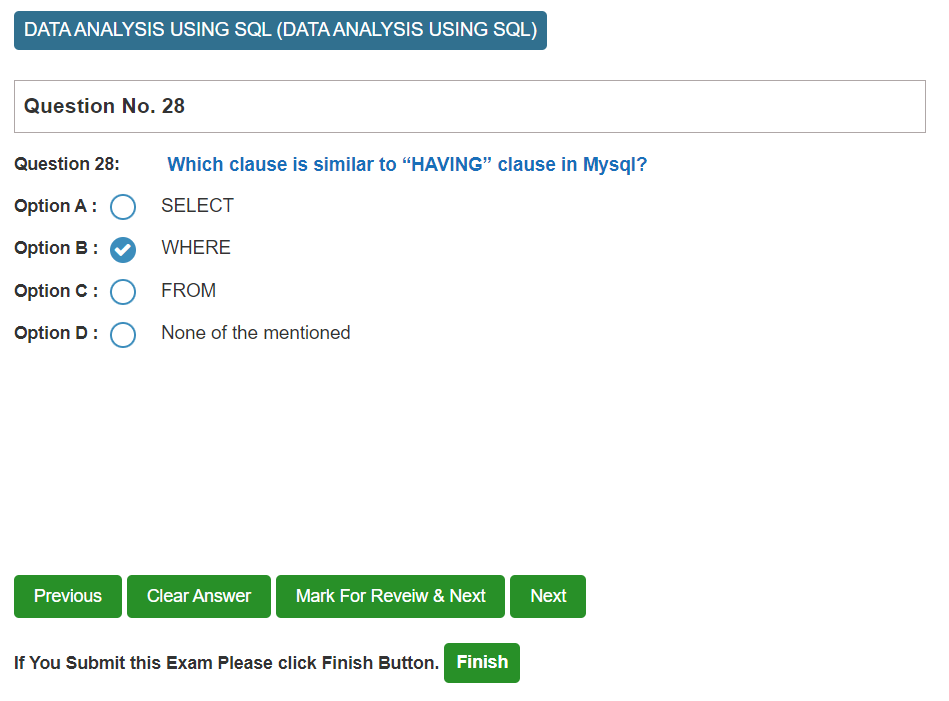 DATA ANALYSIS USING SQL (DATA ANALYSIS USING SQL)
Question No. 28
Question 28: Which clause is similar to “HAVING” clause in Mysql?
Option A : SELECT
Option B : WHERE
Option C : FROM
Option D : None of the mentioned
Previous Clear Answer Mark For Reveiw & Next Next
If You Submit this Exam Please click Finish Button. Finish